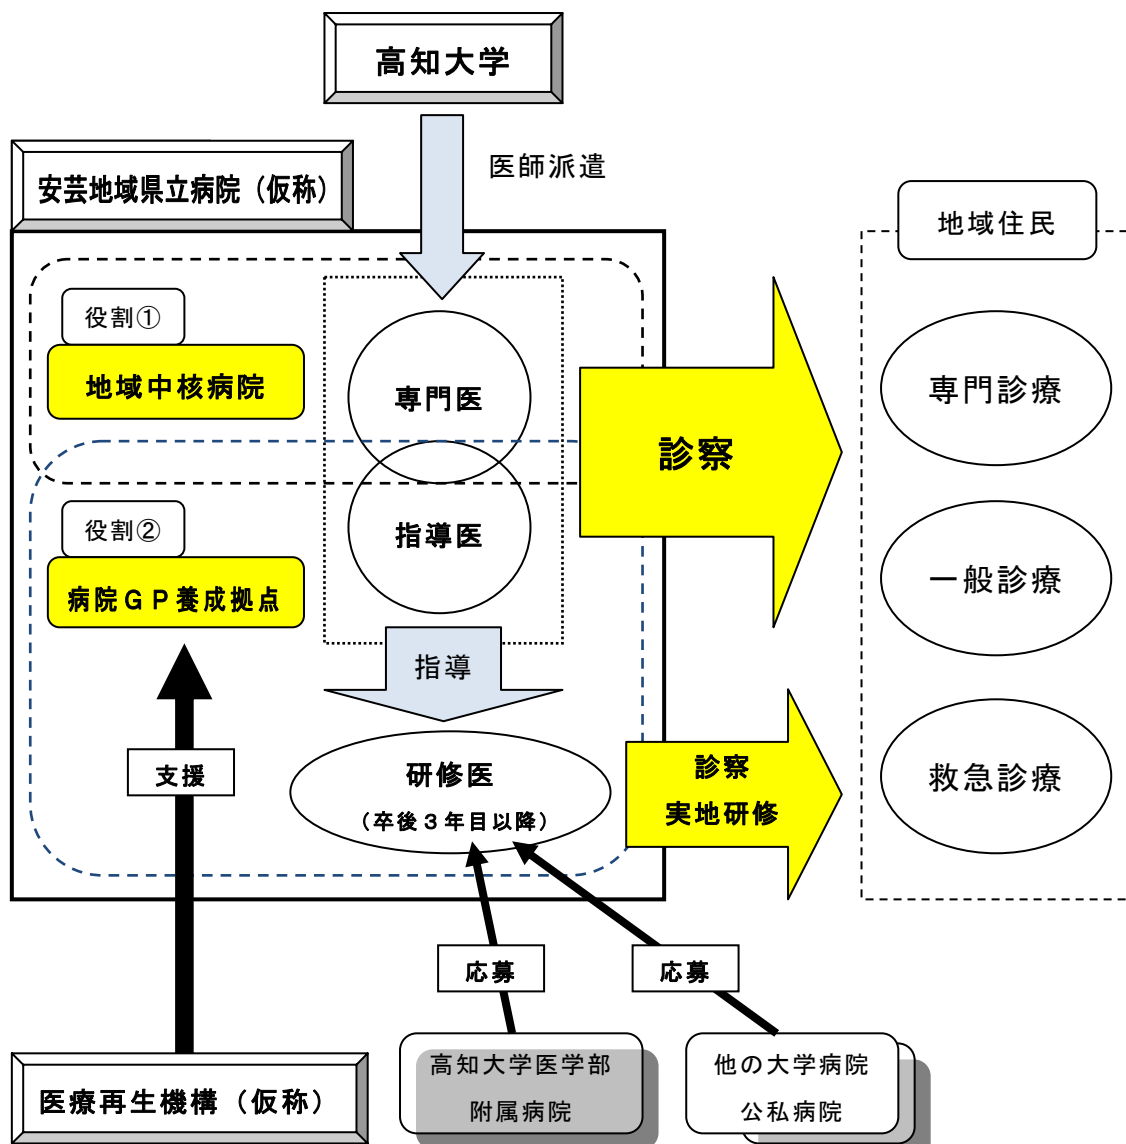 高知大学
医師派遣
安芸地域県立病院（仮称）
地域住民
役割①
地域中核病院
専門医
診察
専門診療
役割②
病院ＧＰ養成拠点
指導医
一般診療
指導
支援
研修医
（卒後３年目以降）
診察
実地研修
救急診療
応募
応募
医療再生機構（仮称）
高知大学医学部
附属病院
他の大学病院
公私病院